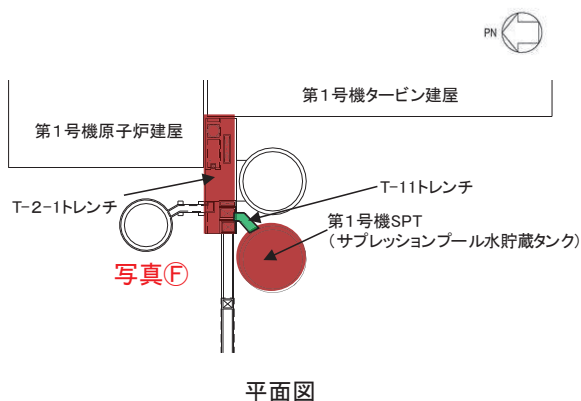 PN
第1号機タービン建屋
第1号機原子炉建屋
T-11トレンチ
T-2-1トレンチ
第1号機SPT
(サプレッションプール水貯蔵タンク)
写真Ⓕ
平面図